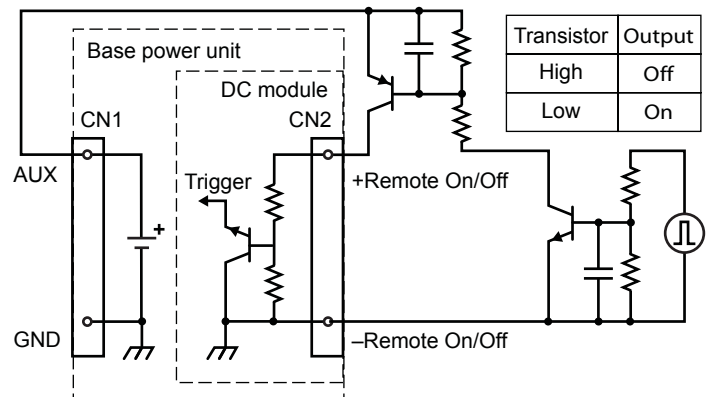 Base power unit
DC module
CN1
CN2
AUX
Trigger
+Remote On/Off
GND
–Remote On/Off
+
Transistor Output
High Off
Low On